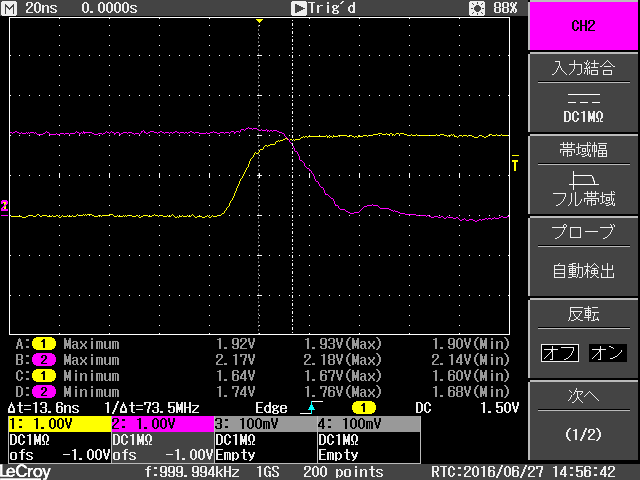 M 20ns 0.0000s Trig'd 88%
CH2
入力結合
DC1MΩ
帯域幅
フル帯域
プローブ
自動検出
反転
オフ オン
次へ
(1/2)
T
2
A: 1 Maximum 1.92V 1.93V(Max) 1.90V(Min)
B: 2 Maximum 2.17V 2.18V(Max) 2.14V(Min)
C: 1 Minimum 1.64V 1.67V(Max) 1.60V(Min)
D: 2 Minimum 1.74V 1.76V(Max) 1.68V(Min)
Δt=13.6ns 1/Δt=73.5MHz Edge 1 DC 1.50V
1: 1.00V 2: 1.00V 3: 100mV 4: 100mV
DC1MΩ DC1MΩ DC1MΩ DC1MΩ
ofs -1.00V ofs -1.00V Empty Empty
LeCroy f:999.994kHz 1GS 200 points RTC:2016/06/27 14:56:42